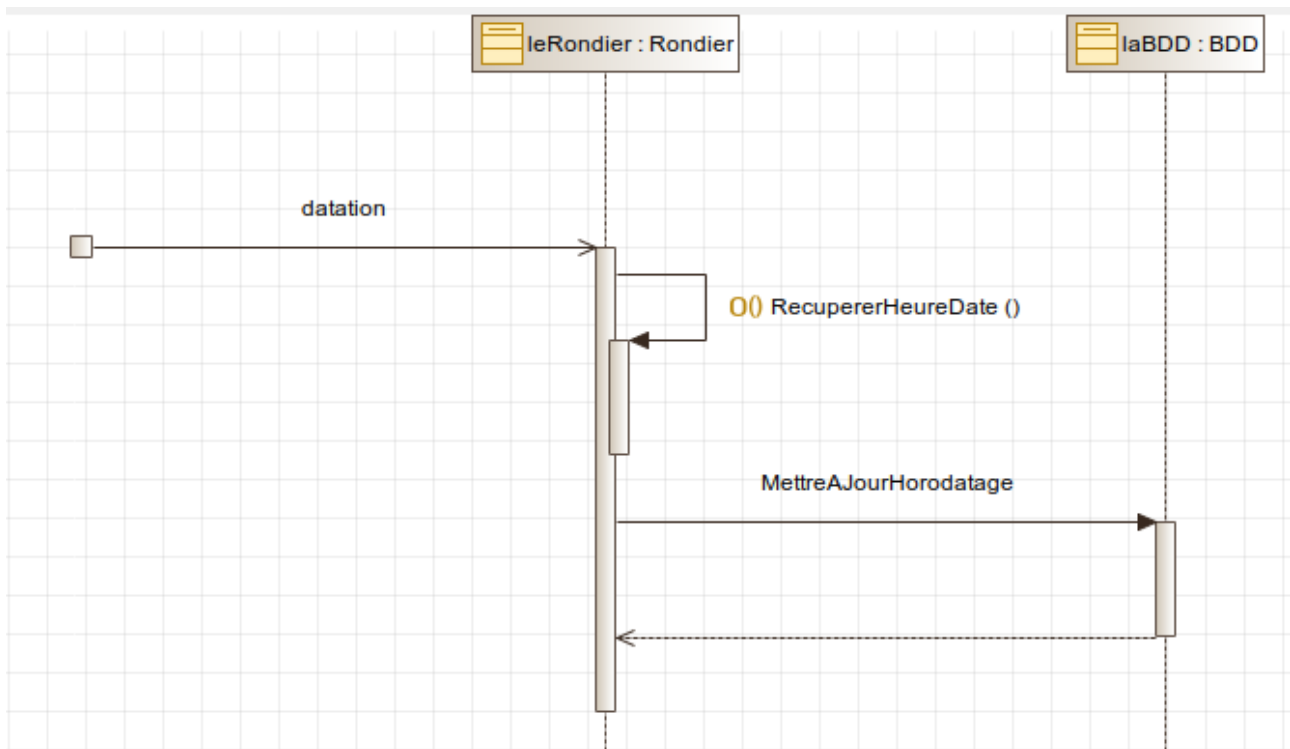 leRondier : Rondier
laBDD : BDD
datation
O() RecupererHeureDate ()
MettreAJourHorodatage